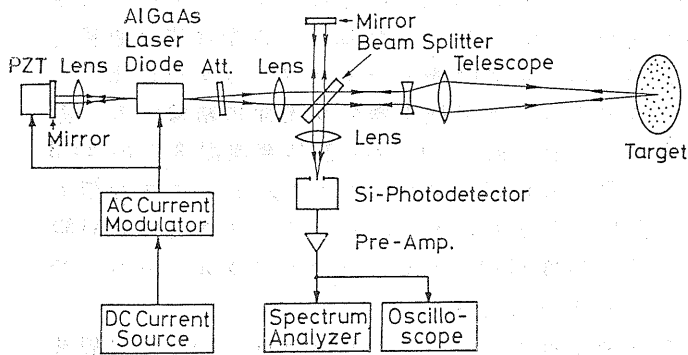 AlGaAs
Laser
Diode
PZT
Lens
Att.
Lens
Mirror
Beam Splitter
Telescope
Mirror
Lens
Target
Si-Photodetector
AC Current
Modulator
Pre-Amp.
DC Current
Source
Spectrum
Analyzer
Oscillo-
scope